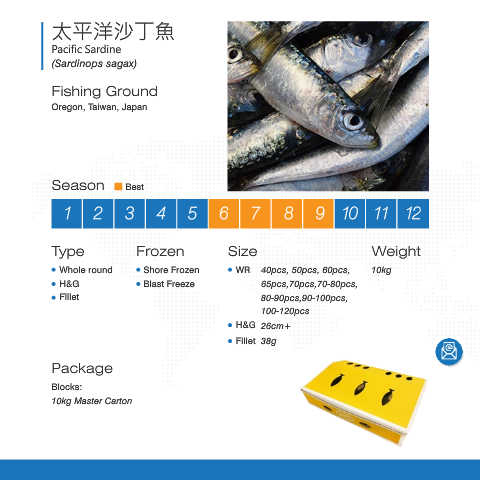 太平洋沙丁魚
Pacific Sardine
(Sardinops sagax)
Fishing Ground
Oregon, Taiwan, Japan
Season Best
1 2 3 4 5 6 7 8 9 10 11 12
Type
Whole round
H&G
Fillet
Frozen
Shore Frozen
Blast Freeze
Size
WR 40pcs, 50pcs, 60pcs,
65pcs,70pcs,70-80pcs,
80-90pcs,90-100pcs,
100-120pcs
H&G 26cm+
Fillet 38g
Weight
10kg
Package
Blocks:
10kg Master Carton